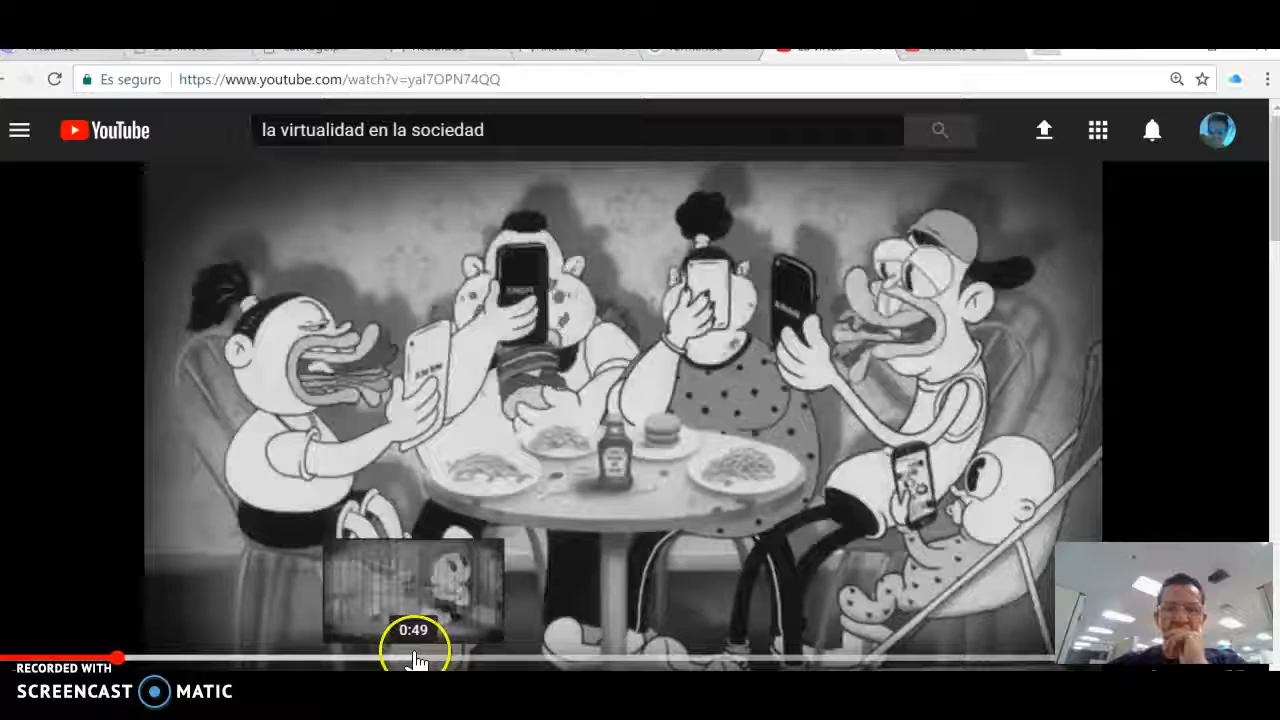 Es seguro
https://www.youtube.com/watch?v=yal7OPN74QQ
YouTube
la virtualidad en la sociedad
0:49
RECORDED WITH
SCREENCAST MATIC